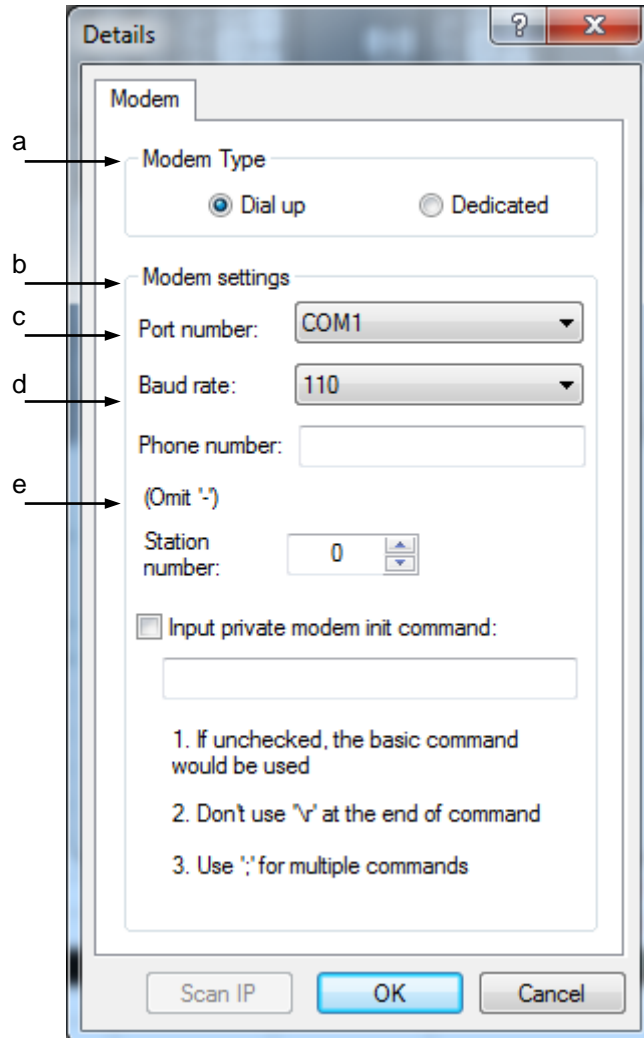 Details
?
X
Modem
a
Modem Type
Dial up
Dedicated
b
Modem settings
c
Port number:
COM1
d
Baud rate:
110
Phone number:
e
(Omit '-')
Station
number:
0
Input private modem init command:
1. If unchecked, the basic command
would be used
2. Don't use '\r' at the end of command
3. Use ';' for multiple commands
Scan IP
OK
Cancel